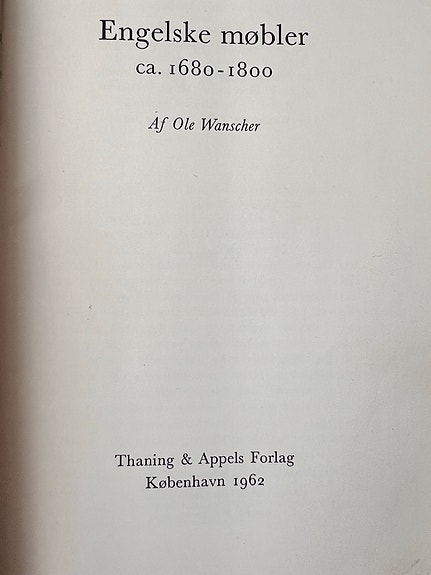 Engelske møbler
ca. 1680-1800
Af Ole Wanscher
Thaning & Appels Forlag
København 1962